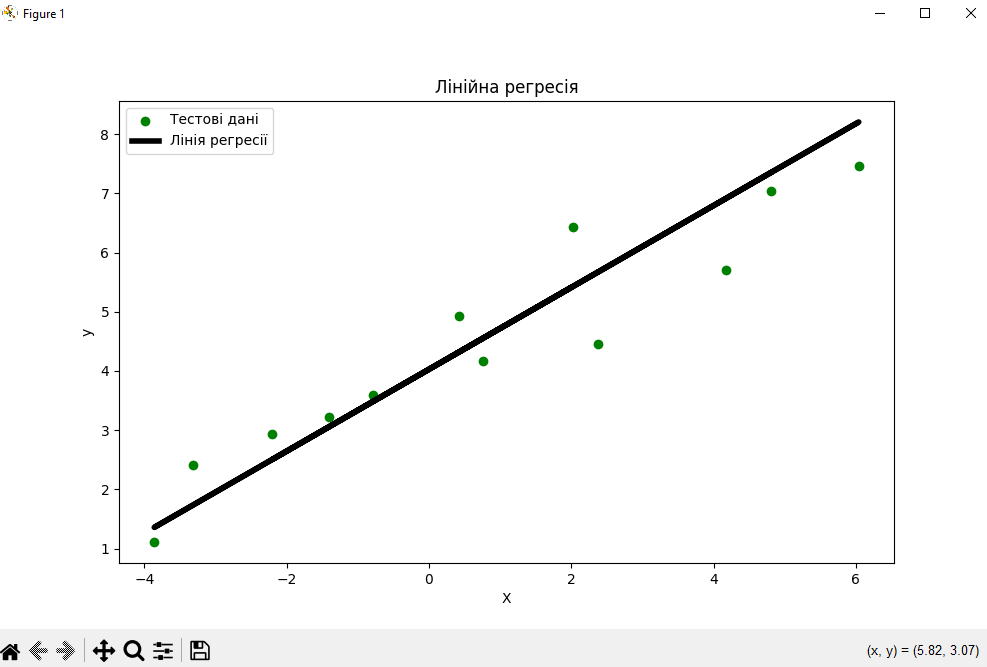 Figure 1
Лінійна регресія
Тестові дані
Лінія регресії
8
7
6
5
4
3
2
1
y
−4 −2 0 2 4 6
X
(x, y) = (5.82, 3.07)